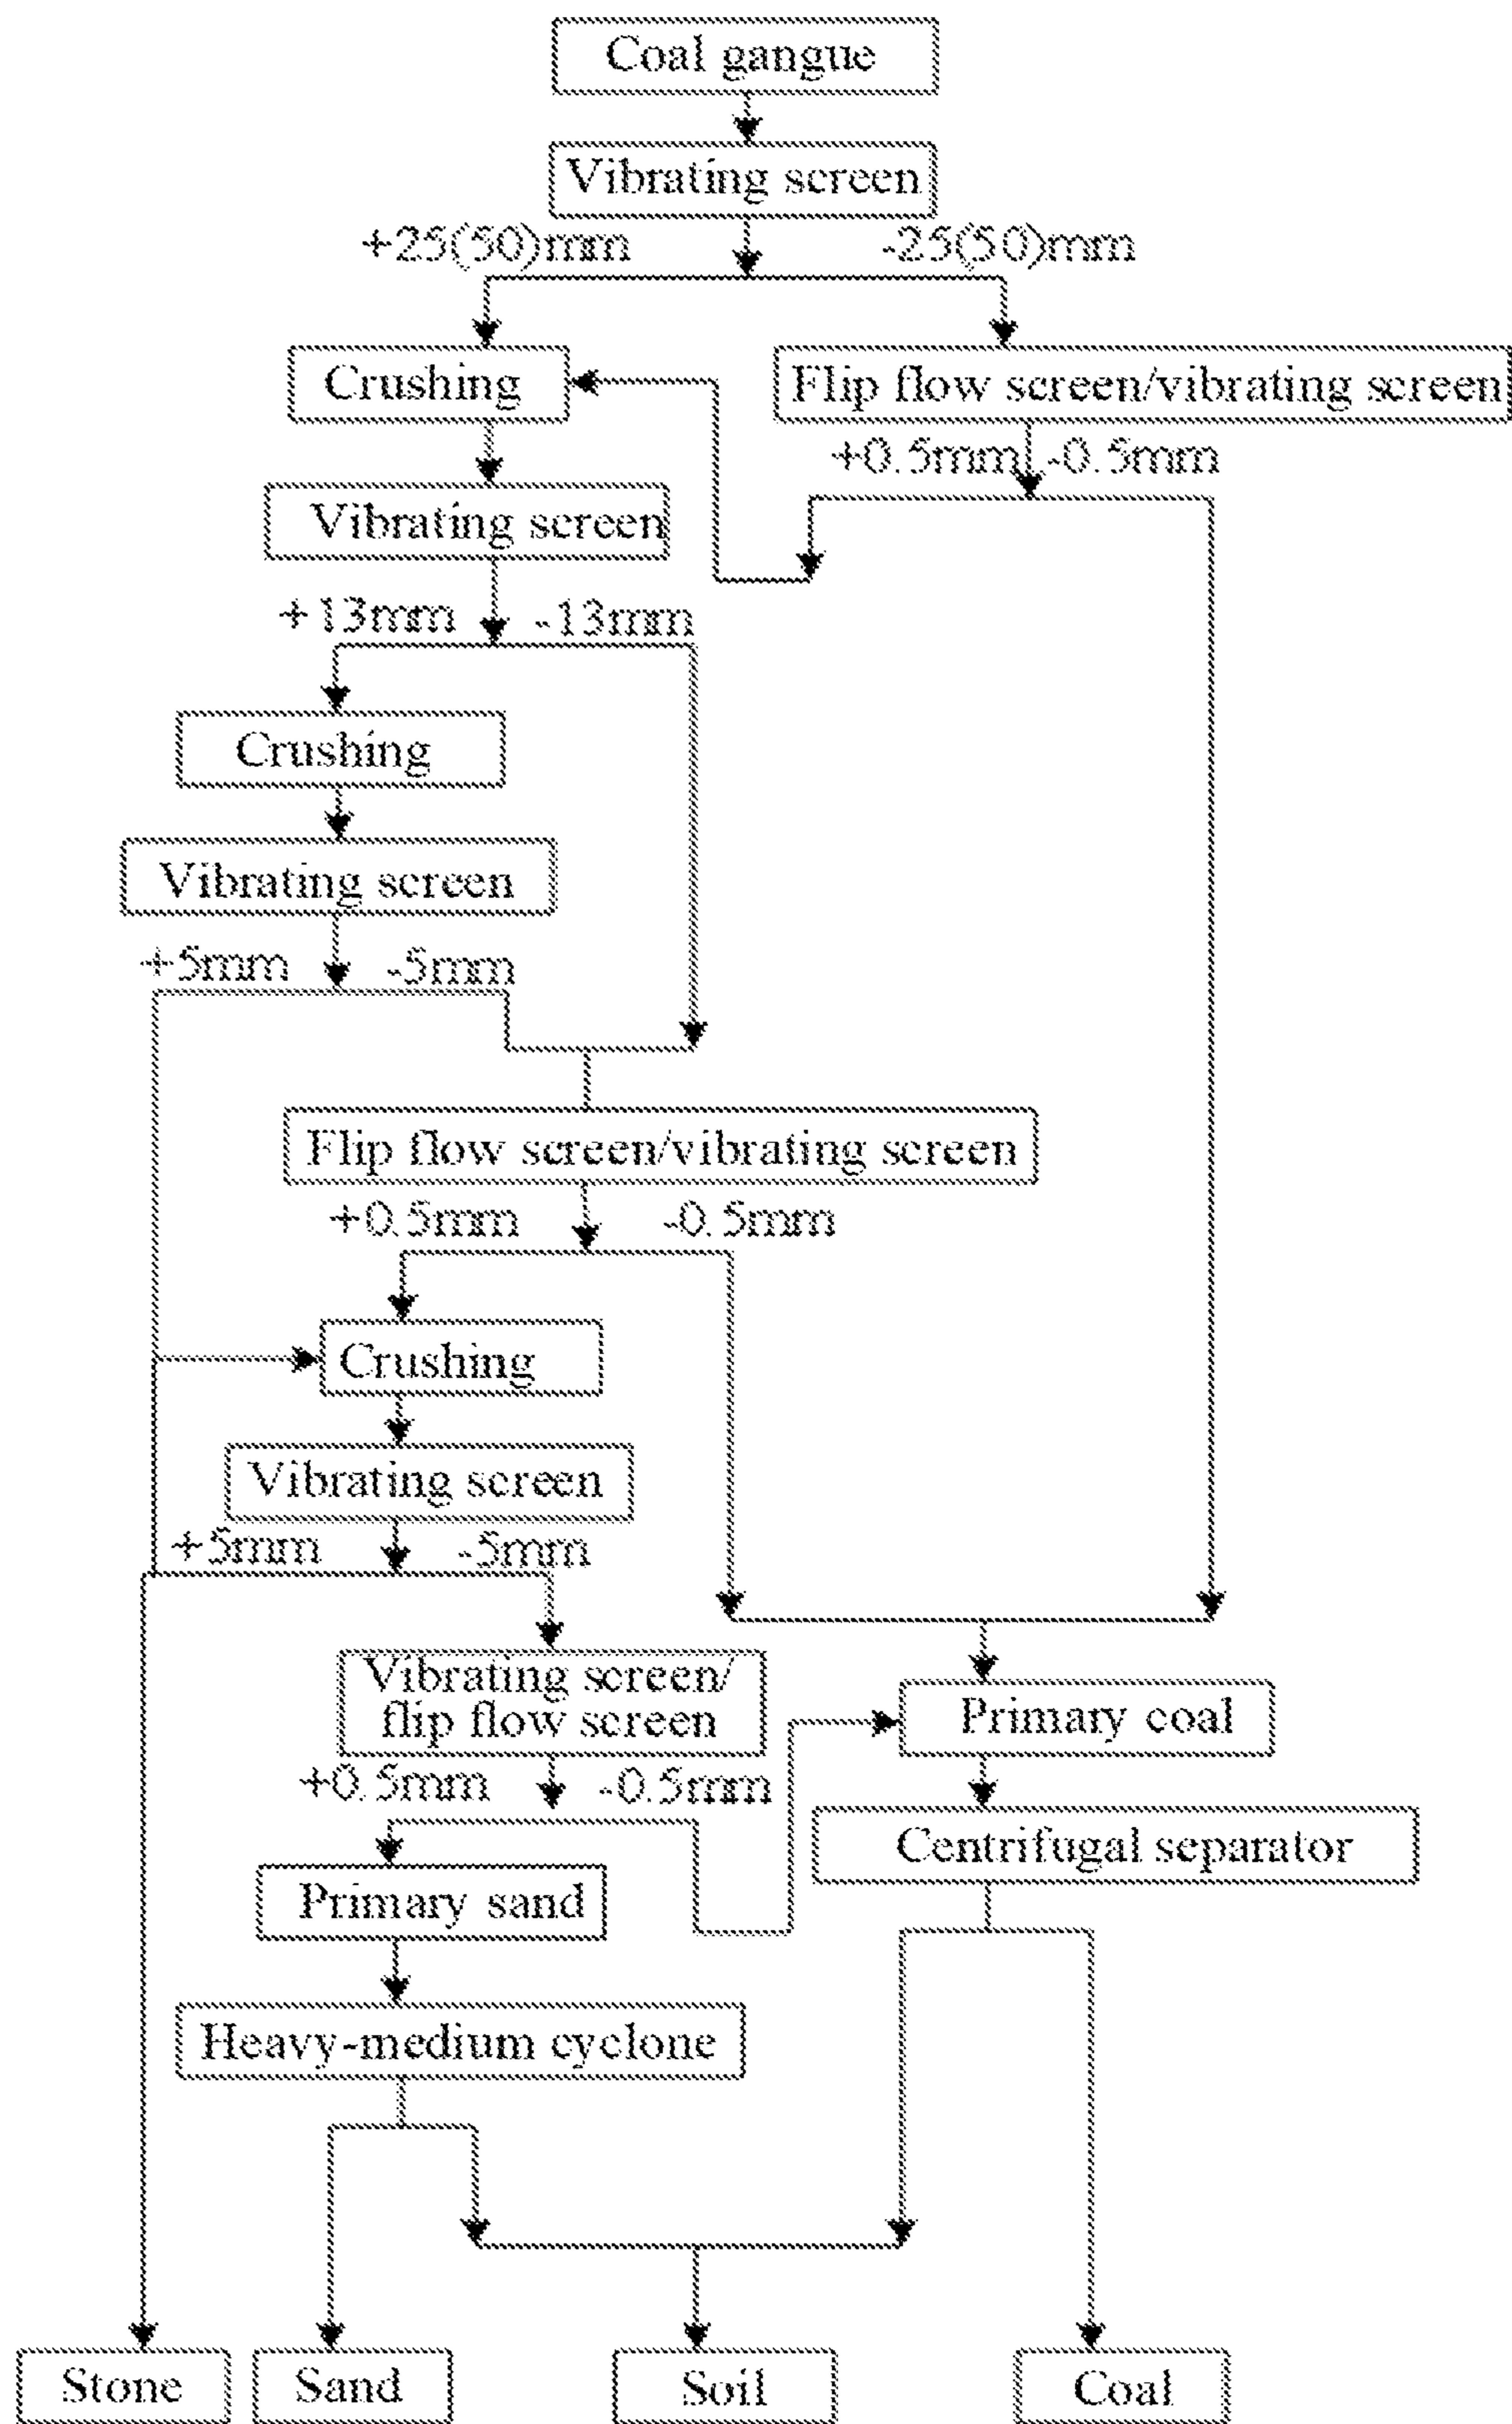 Coal gangue
Vibrating screen
+25(50)mm
-25(50)mm
Crushing
Flip flow screen/vibrating screen
+0.5mm
-0.5mm
Vibrating screen
+13mm
-13mm
Crushing
Vibrating screen
+5mm
-5mm
Flip flow screen/vibrating screen
+0.5mm
-0.5mm
Crushing
Vibrating screen
+5mm
-5mm
Vibrating screen/
flip flow screen
Primary coal
+0.5mm
-0.5mm
Centrifugal separator
Primary sand
Heavy-medium cyclone
Stone
Sand
Soil
Coal